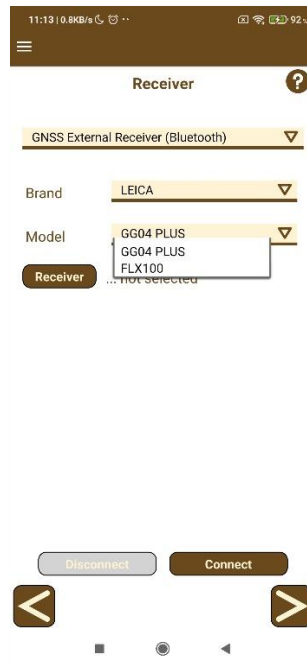 11:13 | 0.8KB/s
92
Receiver
?
GNSS External Receiver (Bluetooth)
Brand
LEICA
Model
GG04 PLUS
GG04 PLUS
FLX100
Receiver
... not selected
Disconnect
Connect